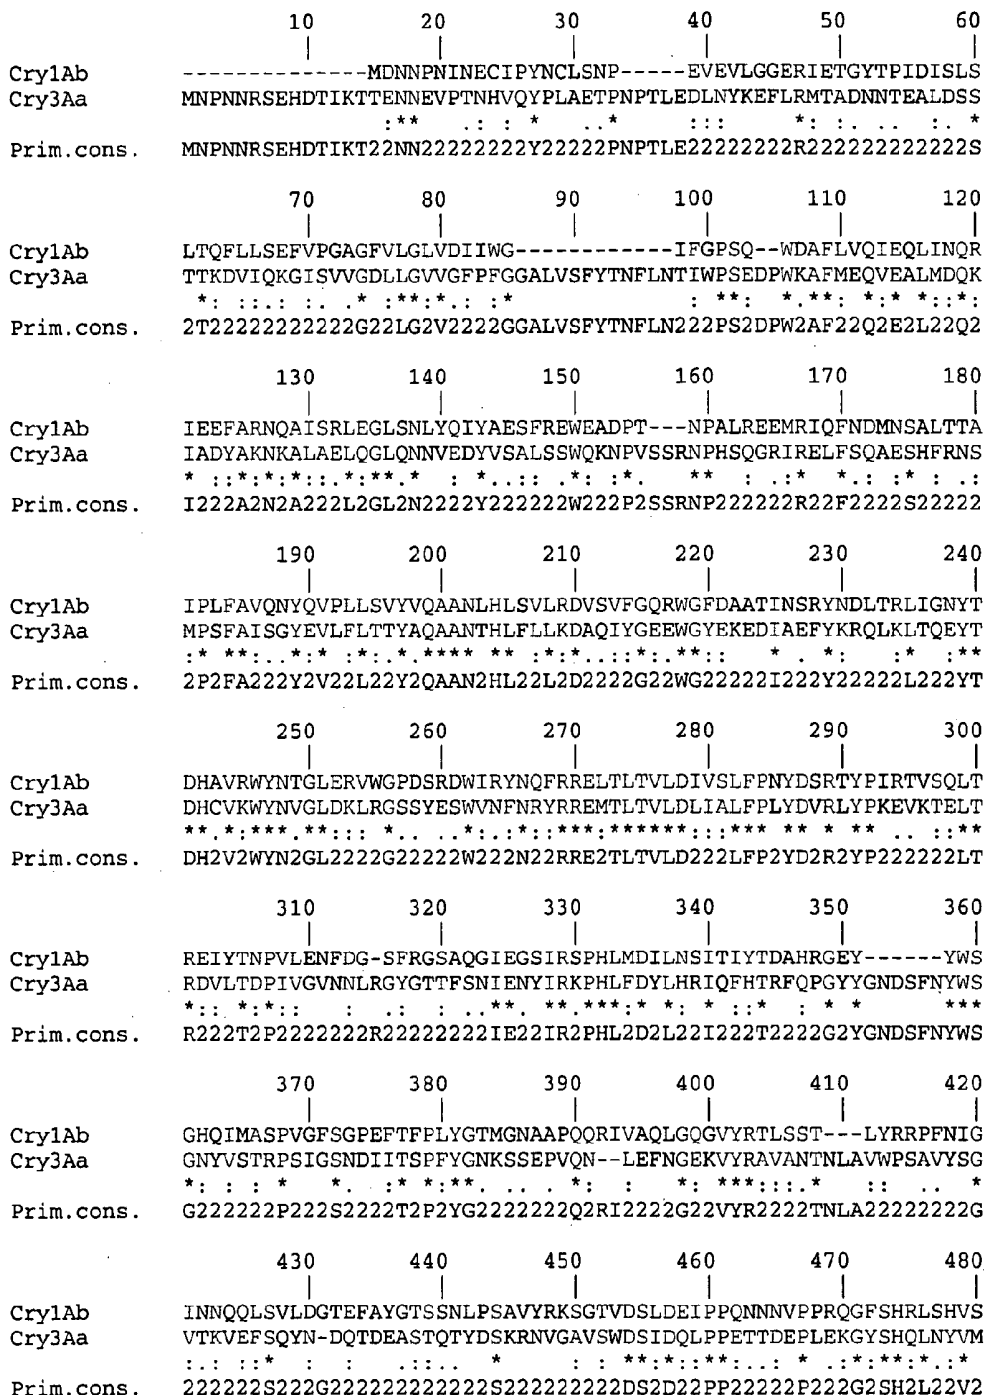 10 20 30 40 50 60
| | | | | |
Cry1Ab --------------MDNNPNINECIPYNCLSNP-----EVEVLGGERIETGYTPIDISLS
Cry3Aa MNPNNRSEHDTIKTTENNEVPTNHVQYPLAETPNPTLEDLNYKEFLRMTADNNTEALDSS
:** .: : * . * ::: * : : . . : . *
Prim.cons. MNPNNRSEHDTIKT22NN22222222Y22222PNPTLE22222222R222222222222S
70 80 90 100 110 120
| | | | | |
Cry1Ab LTQFLLSEFVPGAGFVLGLVDIIWG------------IFGPSQ--WDAFLVQIEQLINQR
Cry3Aa TTKDVIQKGISVVGDLLGVVGFPFGGALVSFYTNFLNTIWPSEDPWKAFMEQVEALMDQK
*: ::.: : . * :**:*.: :* : **: *.**: *:* *::*:
Prim.cons. 2T22222222222G22LG2V2222GGALVSFYTNFLN222PS2DPW2AF22Q2E2L22Q2
130 140 150 160 170 180
| | | | | |
Cry1Ab IEEFARNQAISRLEGLSNLYQIYAESFREWEADPT---NPALREEMRIQFNDMNSALTTA
Cry3Aa IADYAKNKALAELQGLQNNVEDYVSALSSWQKNPVSSRNPHSQGRIRELFSQAESHFRNS
* ::*:*:*::.*:**.* : *..:: .*: :*. ** : .:* *.: :* : .:
Prim.cons. I222A2N2A222L2GL2N2222Y222222W222P2SSRNP222222R22F2222S22222
190 200 210 220 230 240
| | | | | |
Cry1Ab IPLFAVQNYQVPLLSVYVQAANLHLSVLRDVSVFGQRWGFDAATINSRYNDLTRLIGNYT
Cry3Aa MPSFAISGYEVLFLTTYAQAANTHLFLLKDAQIYGEEWGYEKEDIAEFYKRQLKLTQEYT
:* **:..*:* :*:.*.**** ** :*:*..::*:.**:: * . *: :* :**
Prim.cons. 2P2FA222Y2V22L22Y2QAAN2HL22L2D2222G22WG22222I222Y22222L222YT
250 260 270 280 290 300
| | | | | |
Cry1Ab DHAVRWYNTGLERVWGPDSRDWIRYNQFRRELTLTVLDIVSLFPNYDSRTYPIRTVSQLT
Cry3Aa DHCVKWYNVGLDKLRGSSYESWVNFNRYRREMTLTVLDLIALFPLYDVRLYPKEVKTELT
**.*:***.**::: *.. ..*:.:*::***:******:::*** ** * ** .. ::**
Prim.cons. DH2V2WYN2GL2222G22222W222N22RRE2TLTVLD222LFP2YD2R2YP222222LT
310 320 330 340 350 360
| | | | | |
Cry1Ab REIYTNPVLENFDG-SFRGSAQGIEGSIRSPHLMDILNSITIYTDAHRGEY------YWS
Cry3Aa RDVLTDPIVGVNNLRGYGTTFSNIENYIRKPHLFDYLHRIQFHTRFQPGYYGNDSFNYWS
*:: *:*:: : .: : ..**. **.***:* *: * ::* : * * ***
Prim.cons. R222T2P2222222R22222222IE22IR2PHL2D2L22I222T2222G2YGNDSFNYWS
370 380 390 400 410 420
| | | | | |
Cry1Ab GHQIMASPVGFSGPEFTFPLYGTMGNAAPQQRIVAQLGQGVYRTLSST---LYRRPFNIG
Cry3Aa GNYVSTRPSIGSNDIITSPFYGNKSSEPVQN--LEFNGEKVYRAVANTNLAVWPSAVYSG
*: : : * *. :* *:**. .. . *: : *: ***::::* :: .. *
Prim.cons. G222222P222S2222T2P2YG2222222Q2RI2222G22VYR2222TNLA22222222G
430 440 450 460 470 480
| | | | | |
Cry1Ab INNQQLSVLDGTEFAYGTSSNLPSAVYRKSGTVDSLDEIPPQNNNVPPRQGFSHRLSHVS
Cry3Aa VTKVEFSQYN-DQTDEASTQTYDSKRNVGAVSWDSIDQLPPETTDEPLEKGYSHQLNYVM
:.: ::* : : .::. * : : **:*::**:..: * .:*:**:*.:*
Prim.cons. 222222S222G222222222222S2222222222DS2D22PP22222P222G2SH2L22V2